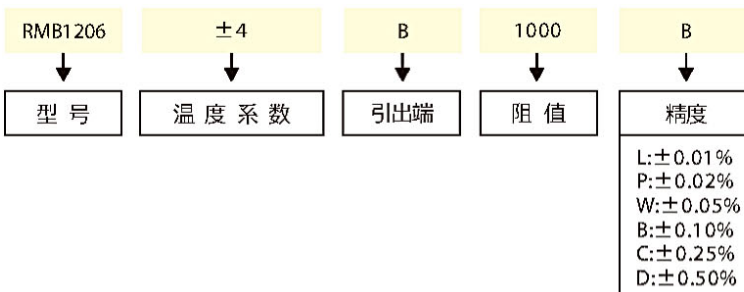 RMB1206 ±4 B 1000 B
型号 温度系数 引出端 阻值 精度
L:±0.01%
P:±0.02%
W:±0.05%
B:±0.10%
C:±0.25%
D:±0.50%